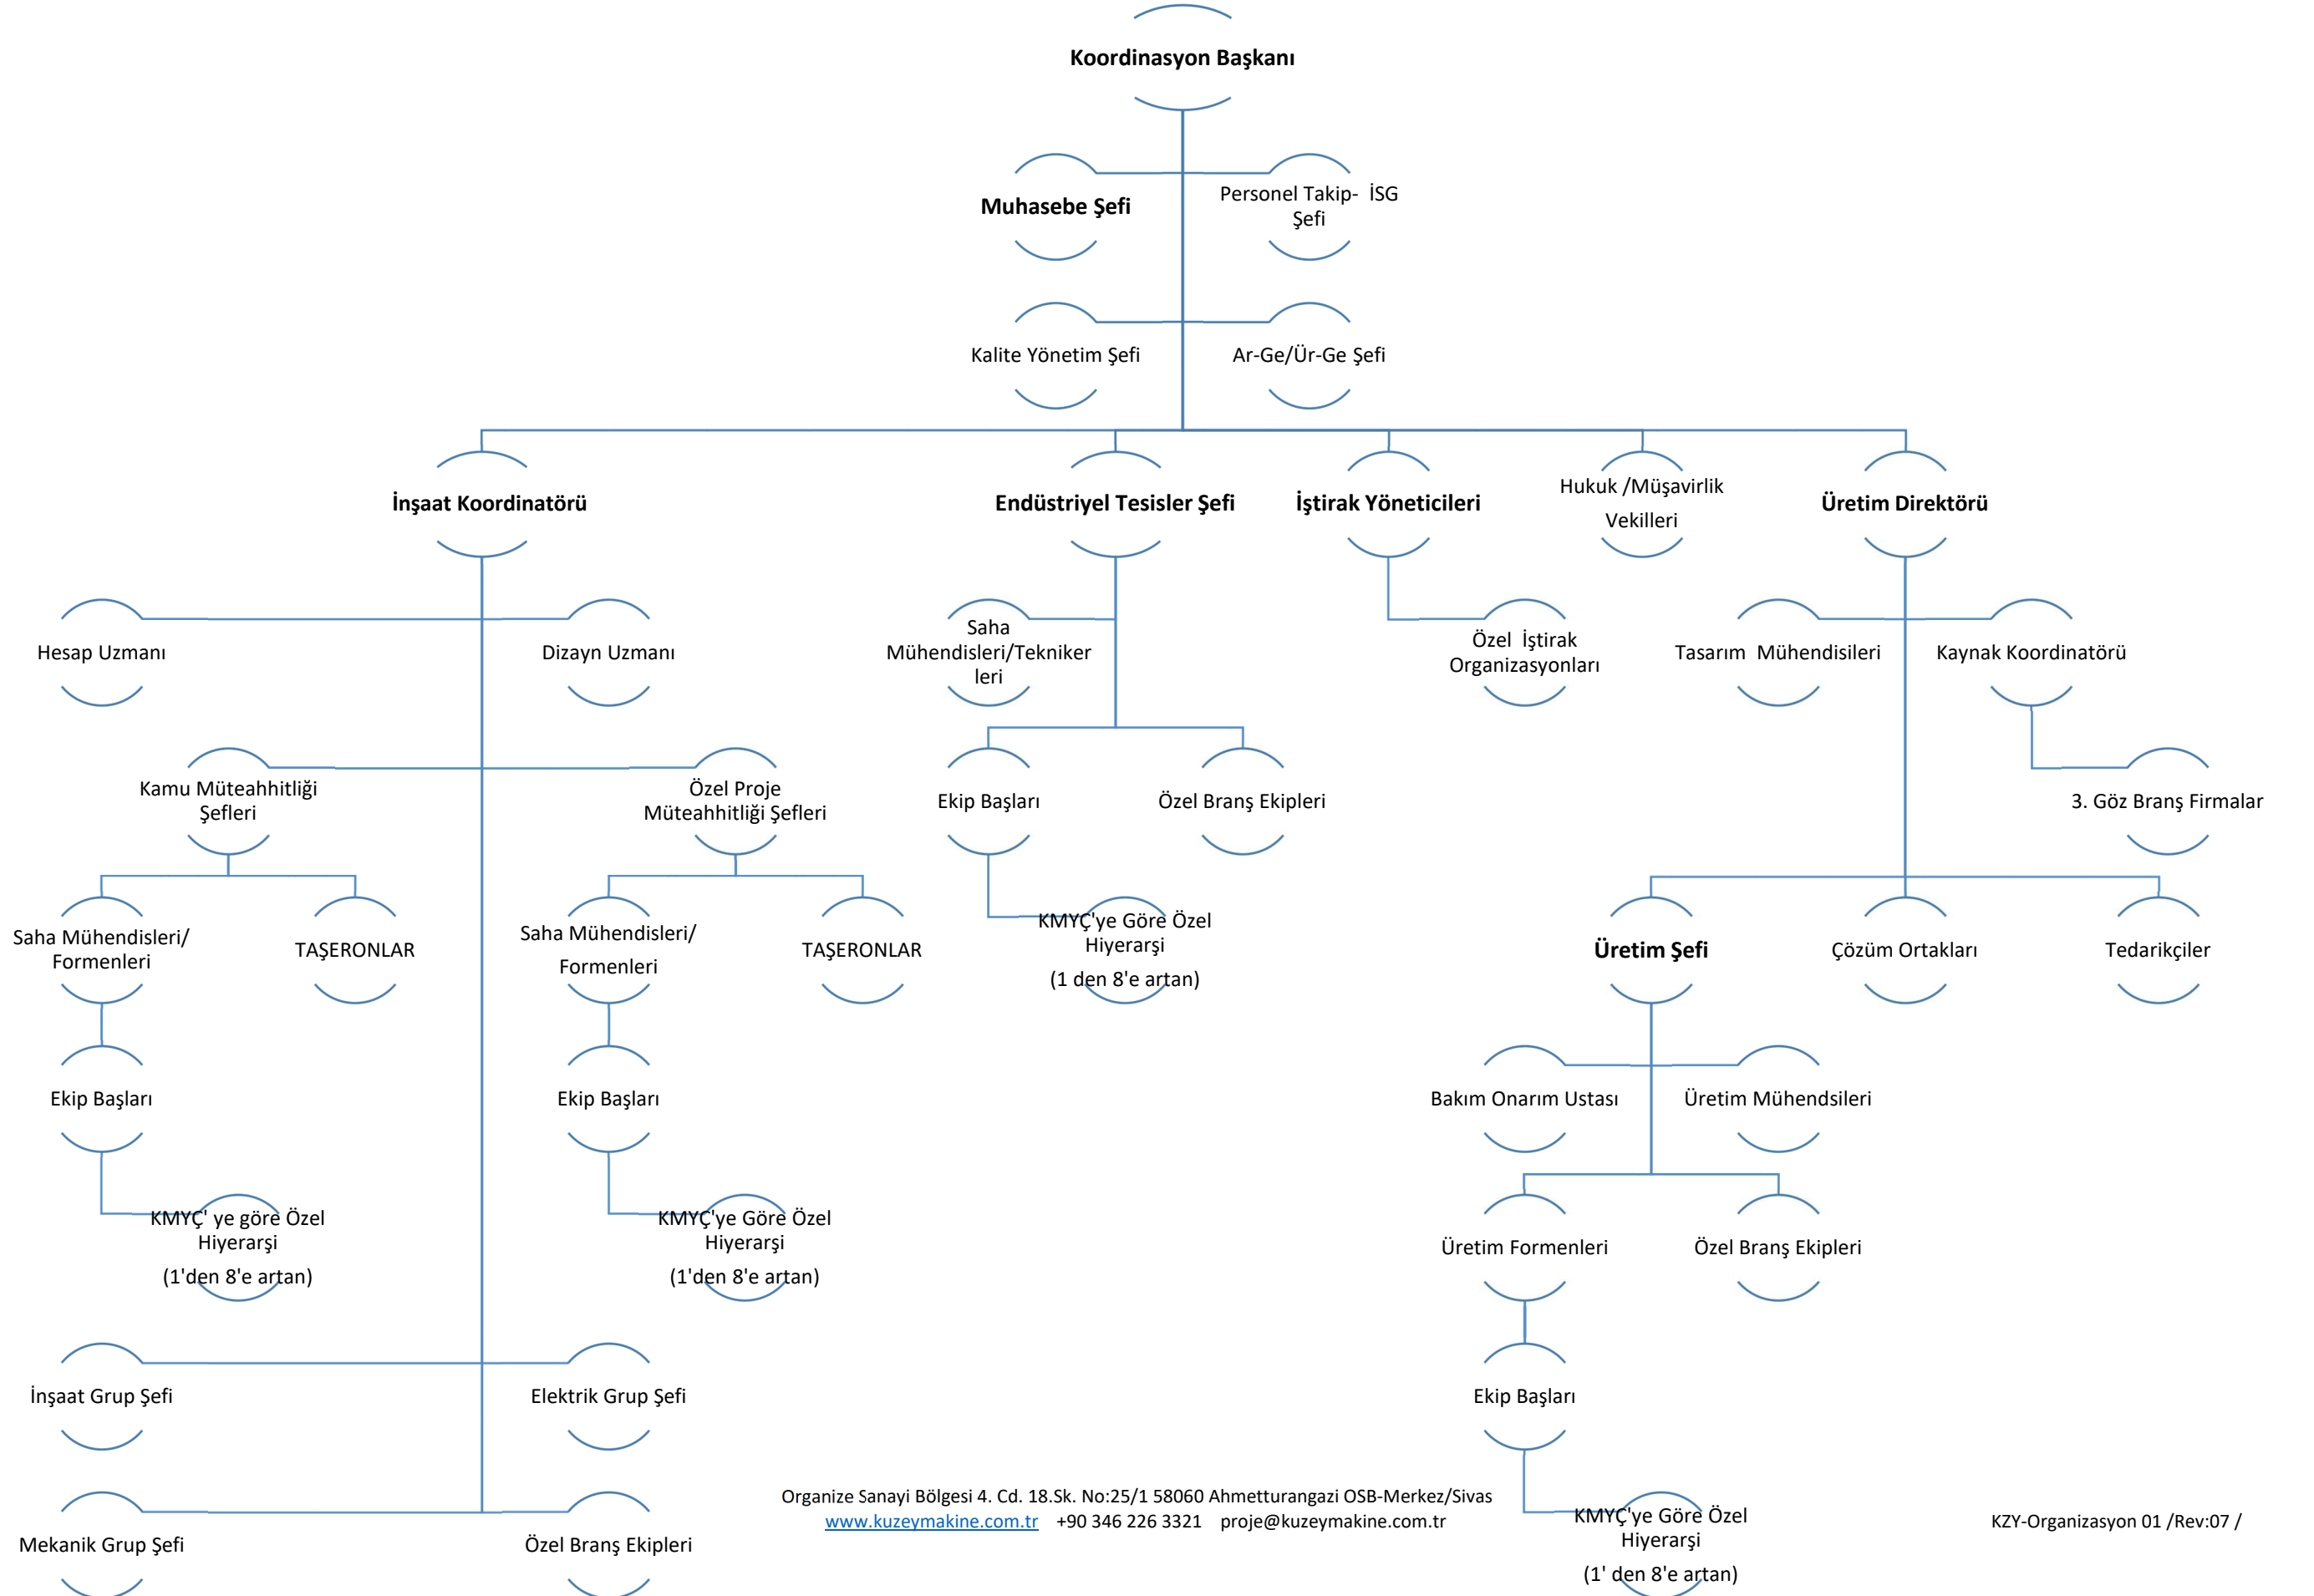 Koordinasyon Başkanı
Muhasebe Şefi
Personel Takip- İSG
Şefi
Kalite Yönetim Şefi
Ar-Ge/Ür-Ge Şefi
İnşaat Koordinatörü
Endüstriyel Tesisler Şefi
İştirak Yöneticileri
Hukuk /Müşavirlik
Vekilleri
Üretim Direktörü
Hesap Uzmanı
Dizayn Uzmanı
Saha
Mühendisleri/Tekniker
leri
Özel İştirak
Organizasyonları
Tasarım Mühendisileri
Kaynak Koordinatörü
Kamu Müteahhitliği
Şefleri
Özel Proje
Müteahhitliği Şefleri
Ekip Başları
Özel Branş Ekipleri
3. Göz Branş Firmalar
Saha Mühendisleri/
Formenleri
TAŞERONLAR
Saha Mühendisleri/
Formenleri
TAŞERONLAR
KMYÇ'ye Göre Özel
Hiyerarşi
(1 den 8'e artan)
Üretim Şefi
Çözüm Ortakları
Tedarikçiler
Ekip Başları
Ekip Başları
Bakım Onarım Ustası
Üretim Mühendsileri
KMYÇ' ye göre Özel
Hiyerarşi
(1'den 8'e artan)
KMYÇ'ye Göre Özel
Hiyerarşi
(1'den 8'e artan)
Üretim Formenleri
Özel Branş Ekipleri
İnşaat Grup Şefi
Elektrik Grup Şefi
Ekip Başları
Mekanik Grup Şefi
Özel Branş Ekipleri
KMYÇ'ye Göre Özel
Hiyerarşi
(1' den 8'e artan)
Organize Sanayi Bölgesi 4. Cd. 18.Sk. No:25/1 58060 Ahmetturangazi OSB-Merkez/Sivas
www.kuzeymakine.com.tr +90 346 226 3321 proje@kuzeymakine.com.tr
KZY-Organizasyon 01 /Rev:07 /